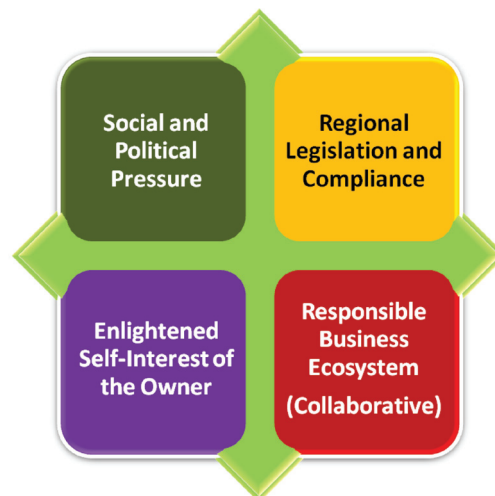 Social and
Political
Pressure
Regional
Legislation and
Compliance
Enlightened
Self-Interest of
the Owner
Responsible
Business
Ecosystem
(Collaborative)